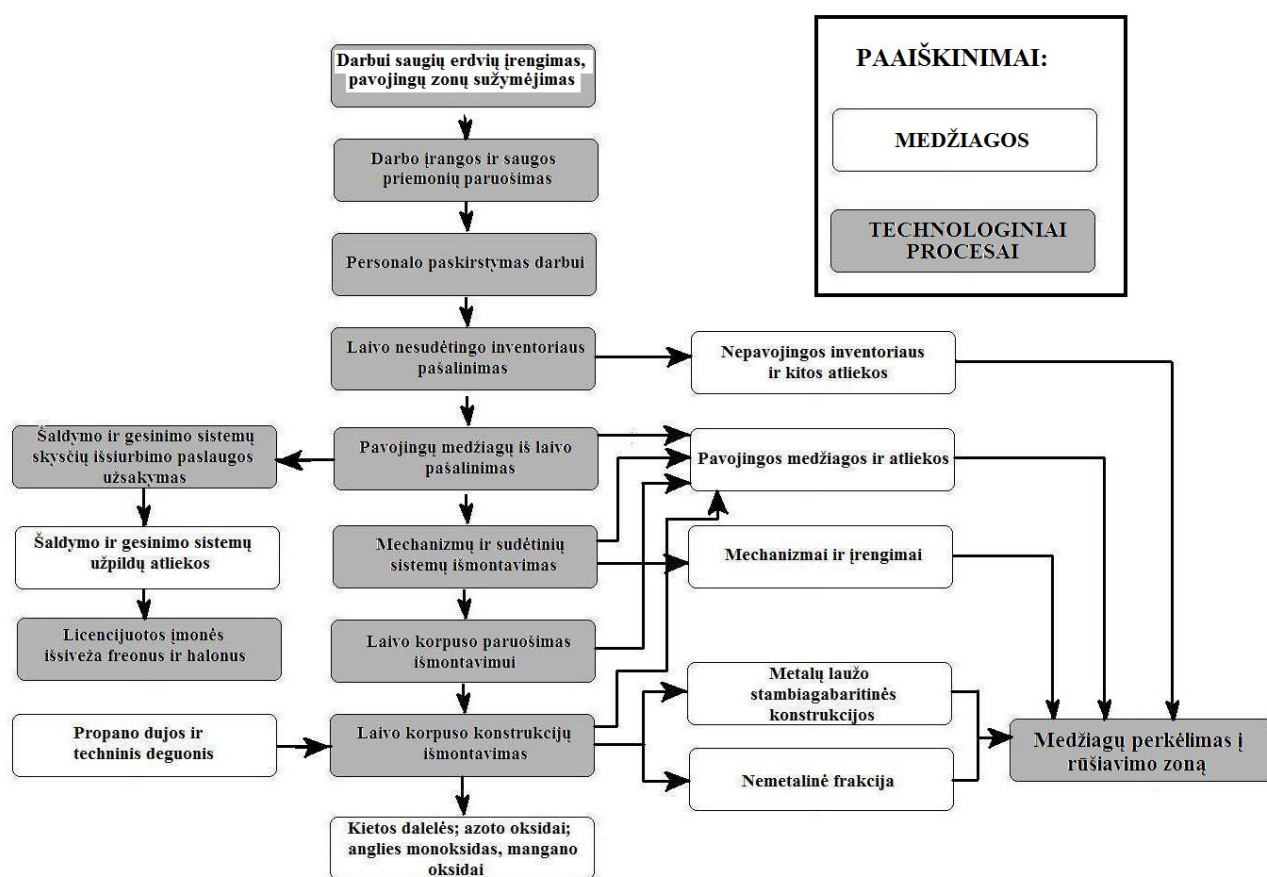 Darbui saugių erdvių įrengimas,
pavojingų zonų sužymėjimas
PAAIŠKINIMAI:
MEDŽIAGOS
TECHNOLOGINIAI
PROCESAI
Darbo įrangos ir saugos
priemonių paruošimas
Personalo paskirstymas darbui
Laivo nesudėtingo inventoriaus
pašalinimas
Nepavojingos inventoriaus
ir kitos atliekos
Šaldymo ir gesinimo sistemų
skysčių išsiurbimo paslaugos
užsakymas
Pavojingų medžiagų iš laivo
pašalinimas
Pavojingos medžiagos ir atliekos
Šaldymo ir gesinimo sistemų
užpildų atliekos
Mechanizmų ir sudėtinių
sistemų išmontavimas
Mechanizmai ir įrengimai
Licencijuotos įmonės
išsiveža freonus ir halonus
Laivo korpuso paruošimas
išmontavimui
Metalų laužo
stambiagabaritinės
konstrukcijos
Propano dujos ir
techninis deguonis
Laivo korpuso konstrukcijų
išmontavimas
Nemetalinė frakcija
Medžiagų perkėlimas į
rūšiavimo zoną
Kietos dalelės; azoto oksidai;
anglies monoksidas, mangano
oksidai